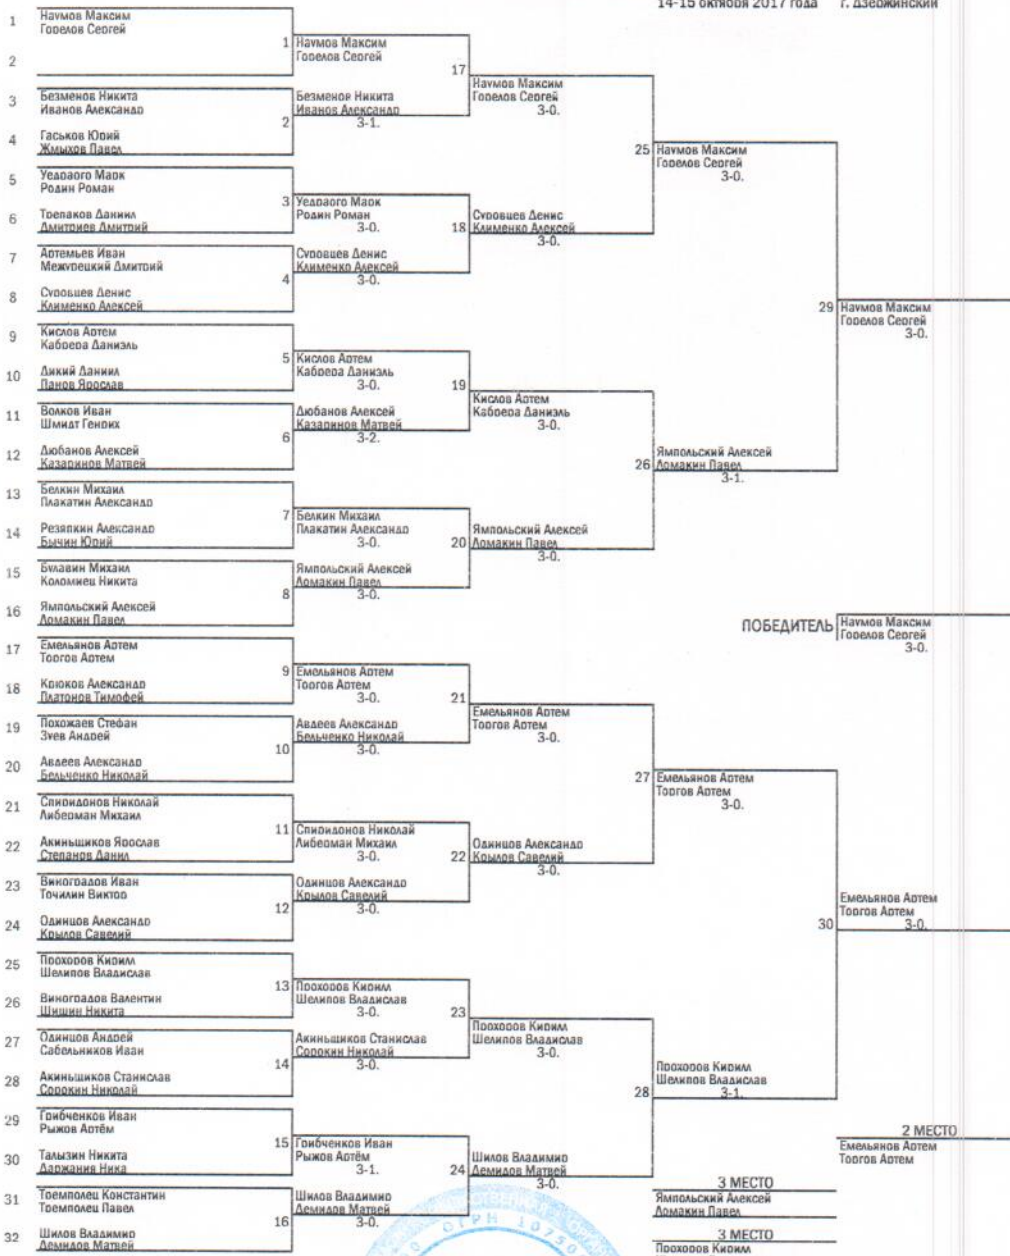 14-15 октября 2017 года г. Дзержинский
1 Наумов Максим
Горелов Сергей
2
3 Безменов Никита
Иванов Александр
4 Гаськов Юрий
Жмыхов Павел
5 Уедраого Марк
Родин Роман
6 Трепаков Даниил
Дмитриев Дмитрий
7 Артемьев Иван
Межурецкий Дмитрий
8 Суровцев Денис
Клименко Алексей
9 Кислов Артем
Кабрера Даниэль
10 Дикий Даниил
Панов Ярослав
11 Волков Иван
Шмидт Генрих
12 Дюбанов Алексей
Казаринов Матвей
13 Белкин Михаил
Плакатин Александр
14 Резяпкин Александр
Бычин Юрий
15 Булавин Михаил
Коломиец Никита
16 Ямпольский Алексей
Ломакин Павел
17 Емельянов Артем
Торгов Артем
18 Крюков Александр
Платонов Тимофей
19 Похожаев Стефан
Зуев Андрей
20 Авдеев Александр
Бельченко Николай
21 Спиридонов Николай
Либерман Михаил
22 Акиньщиков Ярослав
Степанов Данил
23 Виноградов Иван
Точилин Виктор
24 Одинцов Александр
Крылов Савелий
25 Прохоров Кирилл
Шелипов Владислав
26 Виноградов Валентин
Шишин Никита
27 Одинцов Андрей
Сабельников Иван
28 Акиньщиков Станислав
Сорокин Николай
29 Грибченков Иван
Рыжов Артём
30 Талызин Никита
Даржания Ника
31 Тремполец Константин
Тремполец Павел
32 Шилов Владимир
Демидов Матвей
1 Наумов Максим
Горелов Сергей
Безменов Никита
Иванов Александр
2 3-1.
3 Уедраого Марк
Родин Роман
3-0.
Суровцев Денис
Клименко Алексей
4 3-0.
5 Кислов Артем
Кабрера Даниэль
3-0.
Дюбанов Алексей
Казаринов Матвей
6 3-2.
7 Белкин Михаил
Плакатин Александр
3-0.
Ямпольский Алексей
Ломакин Павел
8 3-0.
9 Емельянов Артем
Торгов Артем
3-0.
Авдеев Александр
Бельченко Николай
10 3-0.
11 Спиридонов Николай
Либерман Михаил
3-0.
Одинцов Александр
Крылов Савелий
12 3-0.
13 Прохоров Кирилл
Шелипов Владислав
3-0.
Акиньщиков Станислав
Сорокин Николай
14 3-0.
15 Грибченков Иван
Рыжов Артём
3-1.
Шилов Владимир
Демидов Матвей
16 3-0.
17
Наумов Максим
Горелов Сергей
3-0.
Суровцев Денис
18 Клименко Алексей
3-0.
19
Кислов Артем
Кабрера Даниэль
3-0.
Ямпольский Алексей
20 Ломакин Павел
3-0.
21
Емельянов Артем
Торгов Артем
3-0.
Одинцов Александр
22 Крылов Савелий
3-0.
23
Прохоров Кирилл
Шелипов Владислав
3-0.
Шилов Владимир
24 Демидов Матвей
3-0.
25 Наумов Максим
Горелов Сергей
3-0.
Ямпольский Алексей
26 Ломакин Павел
3-1.
27 Емельянов Артем
Торгов Артем
3-0.
Прохоров Кирилл
Шелипов Владислав
28 3-1.
29 Наумов Максим
Горелов Сергей
3-0.
ПОБЕДИТЕЛЬ Наумов Максим
Горелов Сергей
3-0.
Емельянов Артем
Торгов Артем
30 3-0.
2 МЕСТО
Емельянов Артем
Торгов Артем
3 МЕСТО
Ямпольский Алексей
Ломакин Павел
3 МЕСТО
Прохоров Кирилл
ОГРН 10750